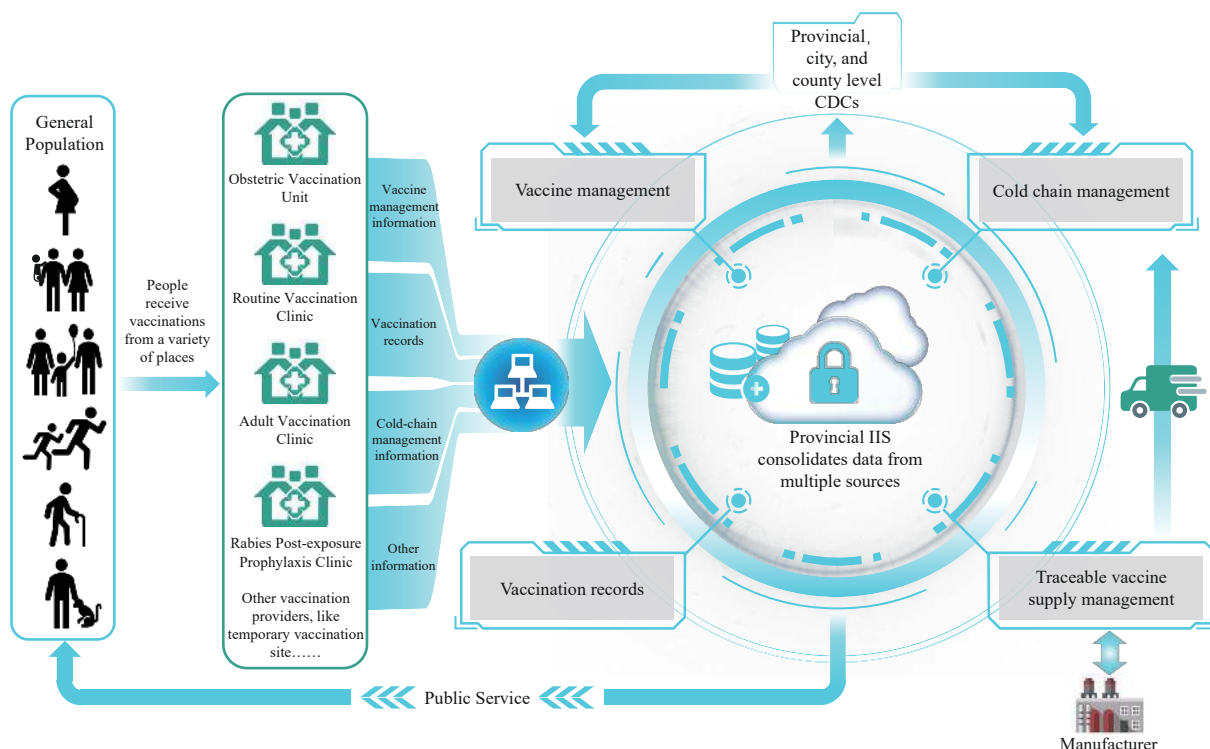 General
Population
People
receive
vaccinations
from a variety
of places
Obstetric Vaccination
Unit
Routine Vaccination
Clinic
Adult Vaccination
Clinic
Rabies Post-exposure
Prophylaxis Clinic
Other vaccination
providers, like
temporary vaccination
site……
Vaccine
management
information
Vaccination
records
Cold-chain
management
information
Other
information
Provincial,
city, and
county level
CDCs
Vaccine management
Cold chain management
Provincial IIS
consolidates data from
multiple sources
Vaccination records
Traceable vaccine
supply management
Public Service
Manufacturer